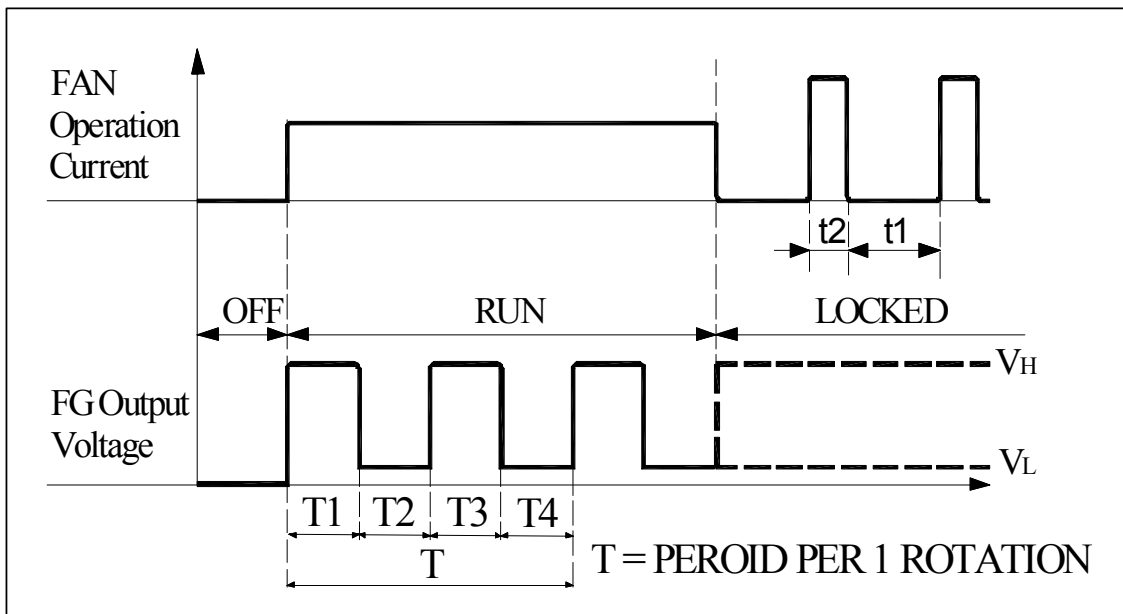 FAN
Operation
Current
t2
t1
OFF
RUN
LOCKED
FG Output
Voltage
VH
VL
T1
T2
T3
T4
T
T = PEROID PER 1 ROTATION